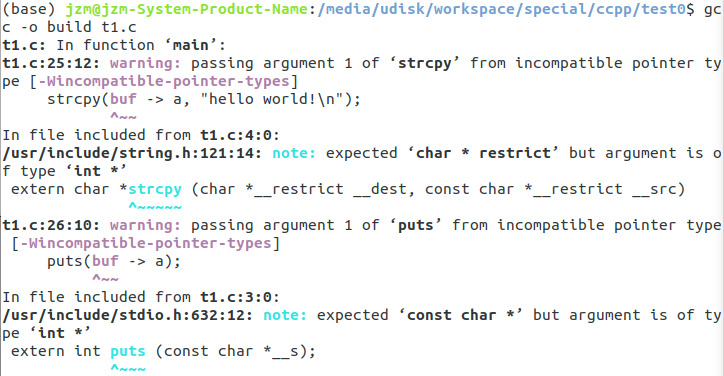 (base) jzm@jzm-System-Product-Name:/media/udisk/workspace/special/ccpp/test0$ gc
c -o build t1.c
t1.c: In function ‘main’:
t1.c:25:12: warning: passing argument 1 of ‘strcpy’ from incompatible pointer ty
pe [-Wincompatible-pointer-types]
     strcpy(buf -> a, "hello world!\n");
            ^~~
In file included from t1.c:4:0:
/usr/include/string.h:121:14: note: expected ‘char * restrict’ but argument is o
f type ‘int *’
 extern char *strcpy (char *__restrict __dest, const char *__restrict __src)
              ^~~~~~
t1.c:26:10: warning: passing argument 1 of ‘puts’ from incompatible pointer type
 [-Wincompatible-pointer-types]
     puts(buf -> a);
          ^~~
In file included from t1.c:3:0:
/usr/include/stdio.h:632:12: note: expected ‘const char *’ but argument is of ty
pe ‘int *’
 extern int puts (const char *__s);
            ^~~~